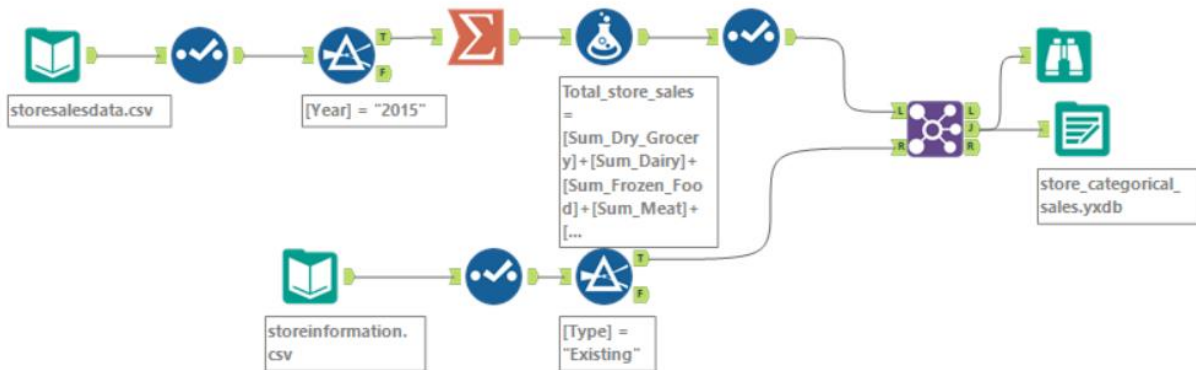 T
F
storesalesdata.csv
[Year] = "2015"
Total_store_sales
=
[Sum_Dry_Grocer
y]+[Sum_Dairy]+
[Sum_Frozen_Foo
d]+[Sum_Meat]+
[...
L
R
L
J
R
store_categorical_
sales.yxdb
T
F
storeinformation.
csv
[Type] =
"Existing"